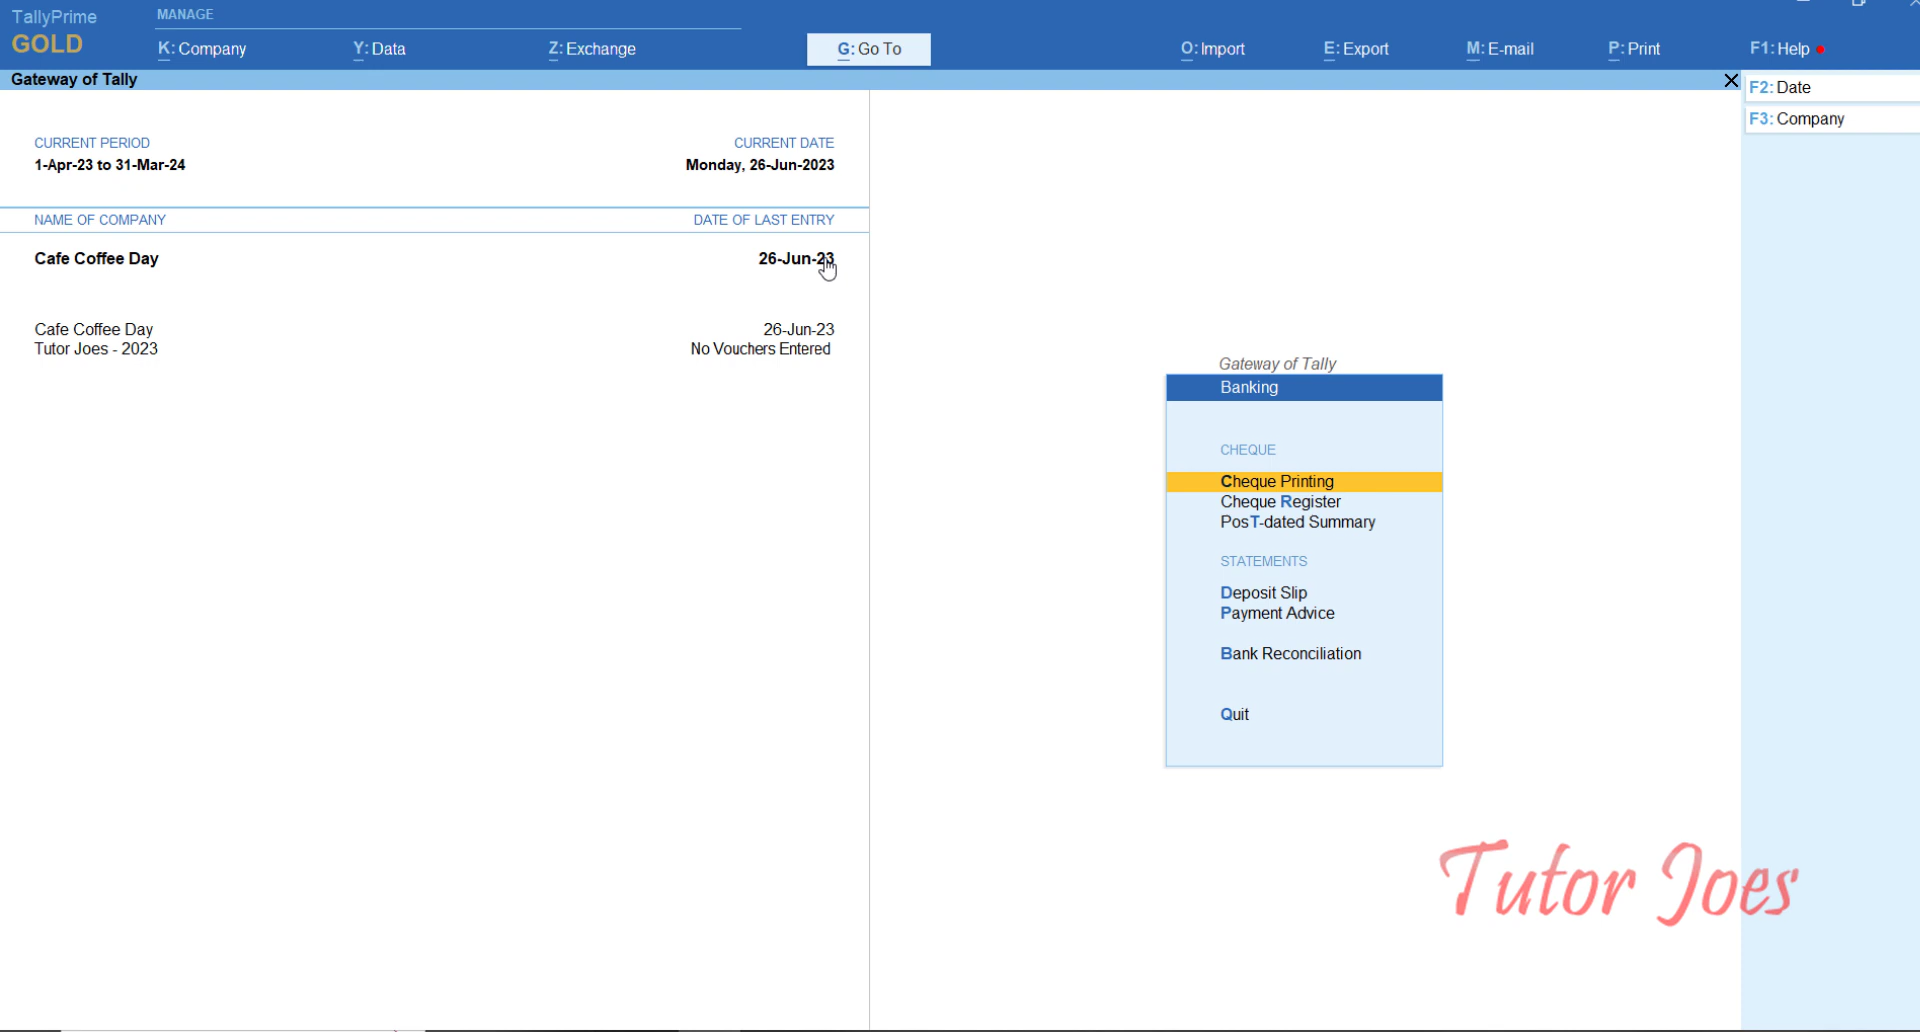 TallyPrime
GOLD
MANAGE
K: Company
Y: Data
Z: Exchange
G: Go To
O: Import
E: Export
M: E-mail
P: Print
F1: Help
Gateway of Tally
F2: Date
F3: Company
CURRENT PERIOD
CURRENT DATE
1-Apr-23 to 31-Mar-24
Monday, 26-Jun-2023
NAME OF COMPANY
DATE OF LAST ENTRY
Cafe Coffee Day
26-Jun-23
Cafe Coffee Day
26-Jun-23
Tutor Joes - 2023
No Vouchers Entered
Gateway of Tally
Banking
CHEQUE
Cheque Printing
Cheque Register
PosT-dated Summary
STATEMENTS
Deposit Slip
Payment Advice
Bank Reconciliation
Quit
Tutor Joes